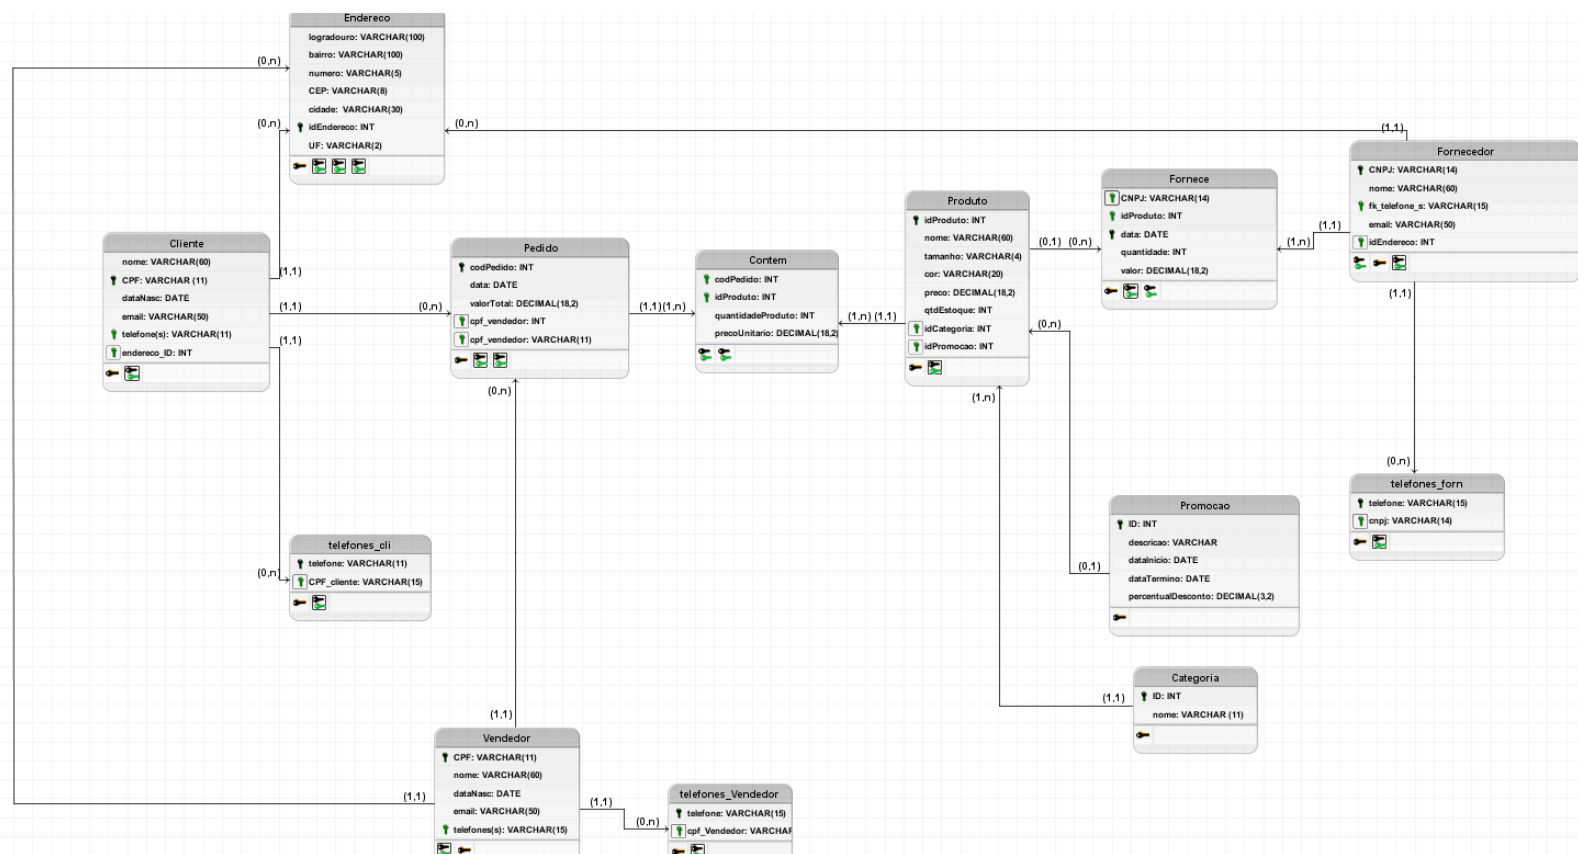 Endereco
logradouro: VARCHAR(100)
bairro: VARCHAR(100)
numero: VARCHAR(5)
CEP: VARCHAR(8)
cidade: VARCHAR(30)
idEndereco: INT
UF: VARCHAR(2)
(0,n)
(0,n)
(0,n)
(1,1)
Fornecedor
CNPJ: VARCHAR(14)
nome: VARCHAR(60)
fk_telefone_s: VARCHAR(15)
email: VARCHAR(50)
idEndereco: INT
(1,1)
(1,n)
(1,1)
Fornece
CNPJ: VARCHAR(14)
idProduto: INT
data: DATE
quantidade: INT
valor: DECIMAL(18,2)
Produto
idProduto: INT
nome: VARCHAR(60)
tamanho: VARCHAR(4)
cor: VARCHAR(20)
preco: DECIMAL(18,2)
qtdEstoque: INT
idCategoria: INT
idPromocao: INT
(0,1) (0,n)
(0,n)
(1,n)
Cliente
nome: VARCHAR(60)
CPF: VARCHAR (11)
dataNasc: DATE
email: VARCHAR(50)
telefone(s): VARCHAR(11)
endereco_ID: INT
(1,1)
(1,1)
(1,1)
(0,n)
Pedido
codPedido: INT
data: DATE
valorTotal: DECIMAL(18,2)
cpf_vendedor: INT
cpf_vendedor: VARCHAR(11)
(1,1)(1,n)
(0,n)
Contem
codPedido: INT
idProduto: INT
quantidadeProduto: INT
precoUnitario: DECIMAL(18,2)
(1,n) (1,1)
(0,n)
telefones_forn
telefone: VARCHAR(15)
cnpj: VARCHAR(14)
Promocao
ID: INT
descricao: VARCHAR
dataInicio: DATE
dataTermino: DATE
percentualDesconto: DECIMAL(3,2)
(0,1)
telefones_cli
telefone: VARCHAR(11)
CPF_cliente: VARCHAR(15)
(0,n)
Categoria
ID: INT
nome: VARCHAR (11)
(1,1)
(1,1)
Vendedor
CPF: VARCHAR(11)
nome: VARCHAR(60)
dataNasc: DATE
email: VARCHAR(50)
telefones(s): VARCHAR(15)
(1,1)
(1,1)
(0,n)
telefones_Vendedor
telefone: VARCHAR(15)
cpf_Vendedor: VARCHAR